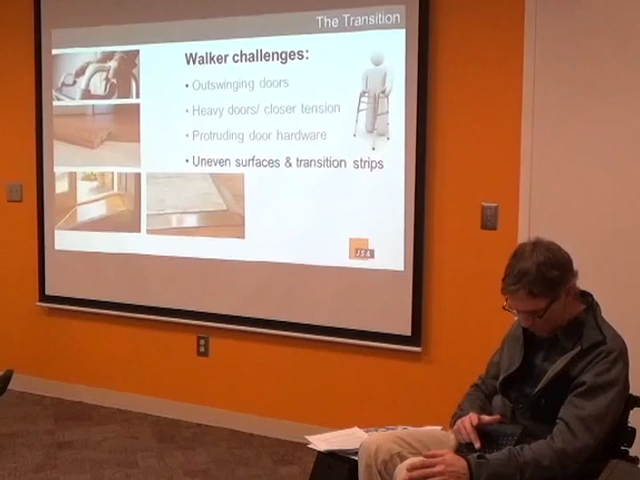 The Transition
Walker challenges:
• Outswinging doors
• Heavy doors/ closer tension
• Protruding door hardware
• Uneven surfaces & transition strips
JSA